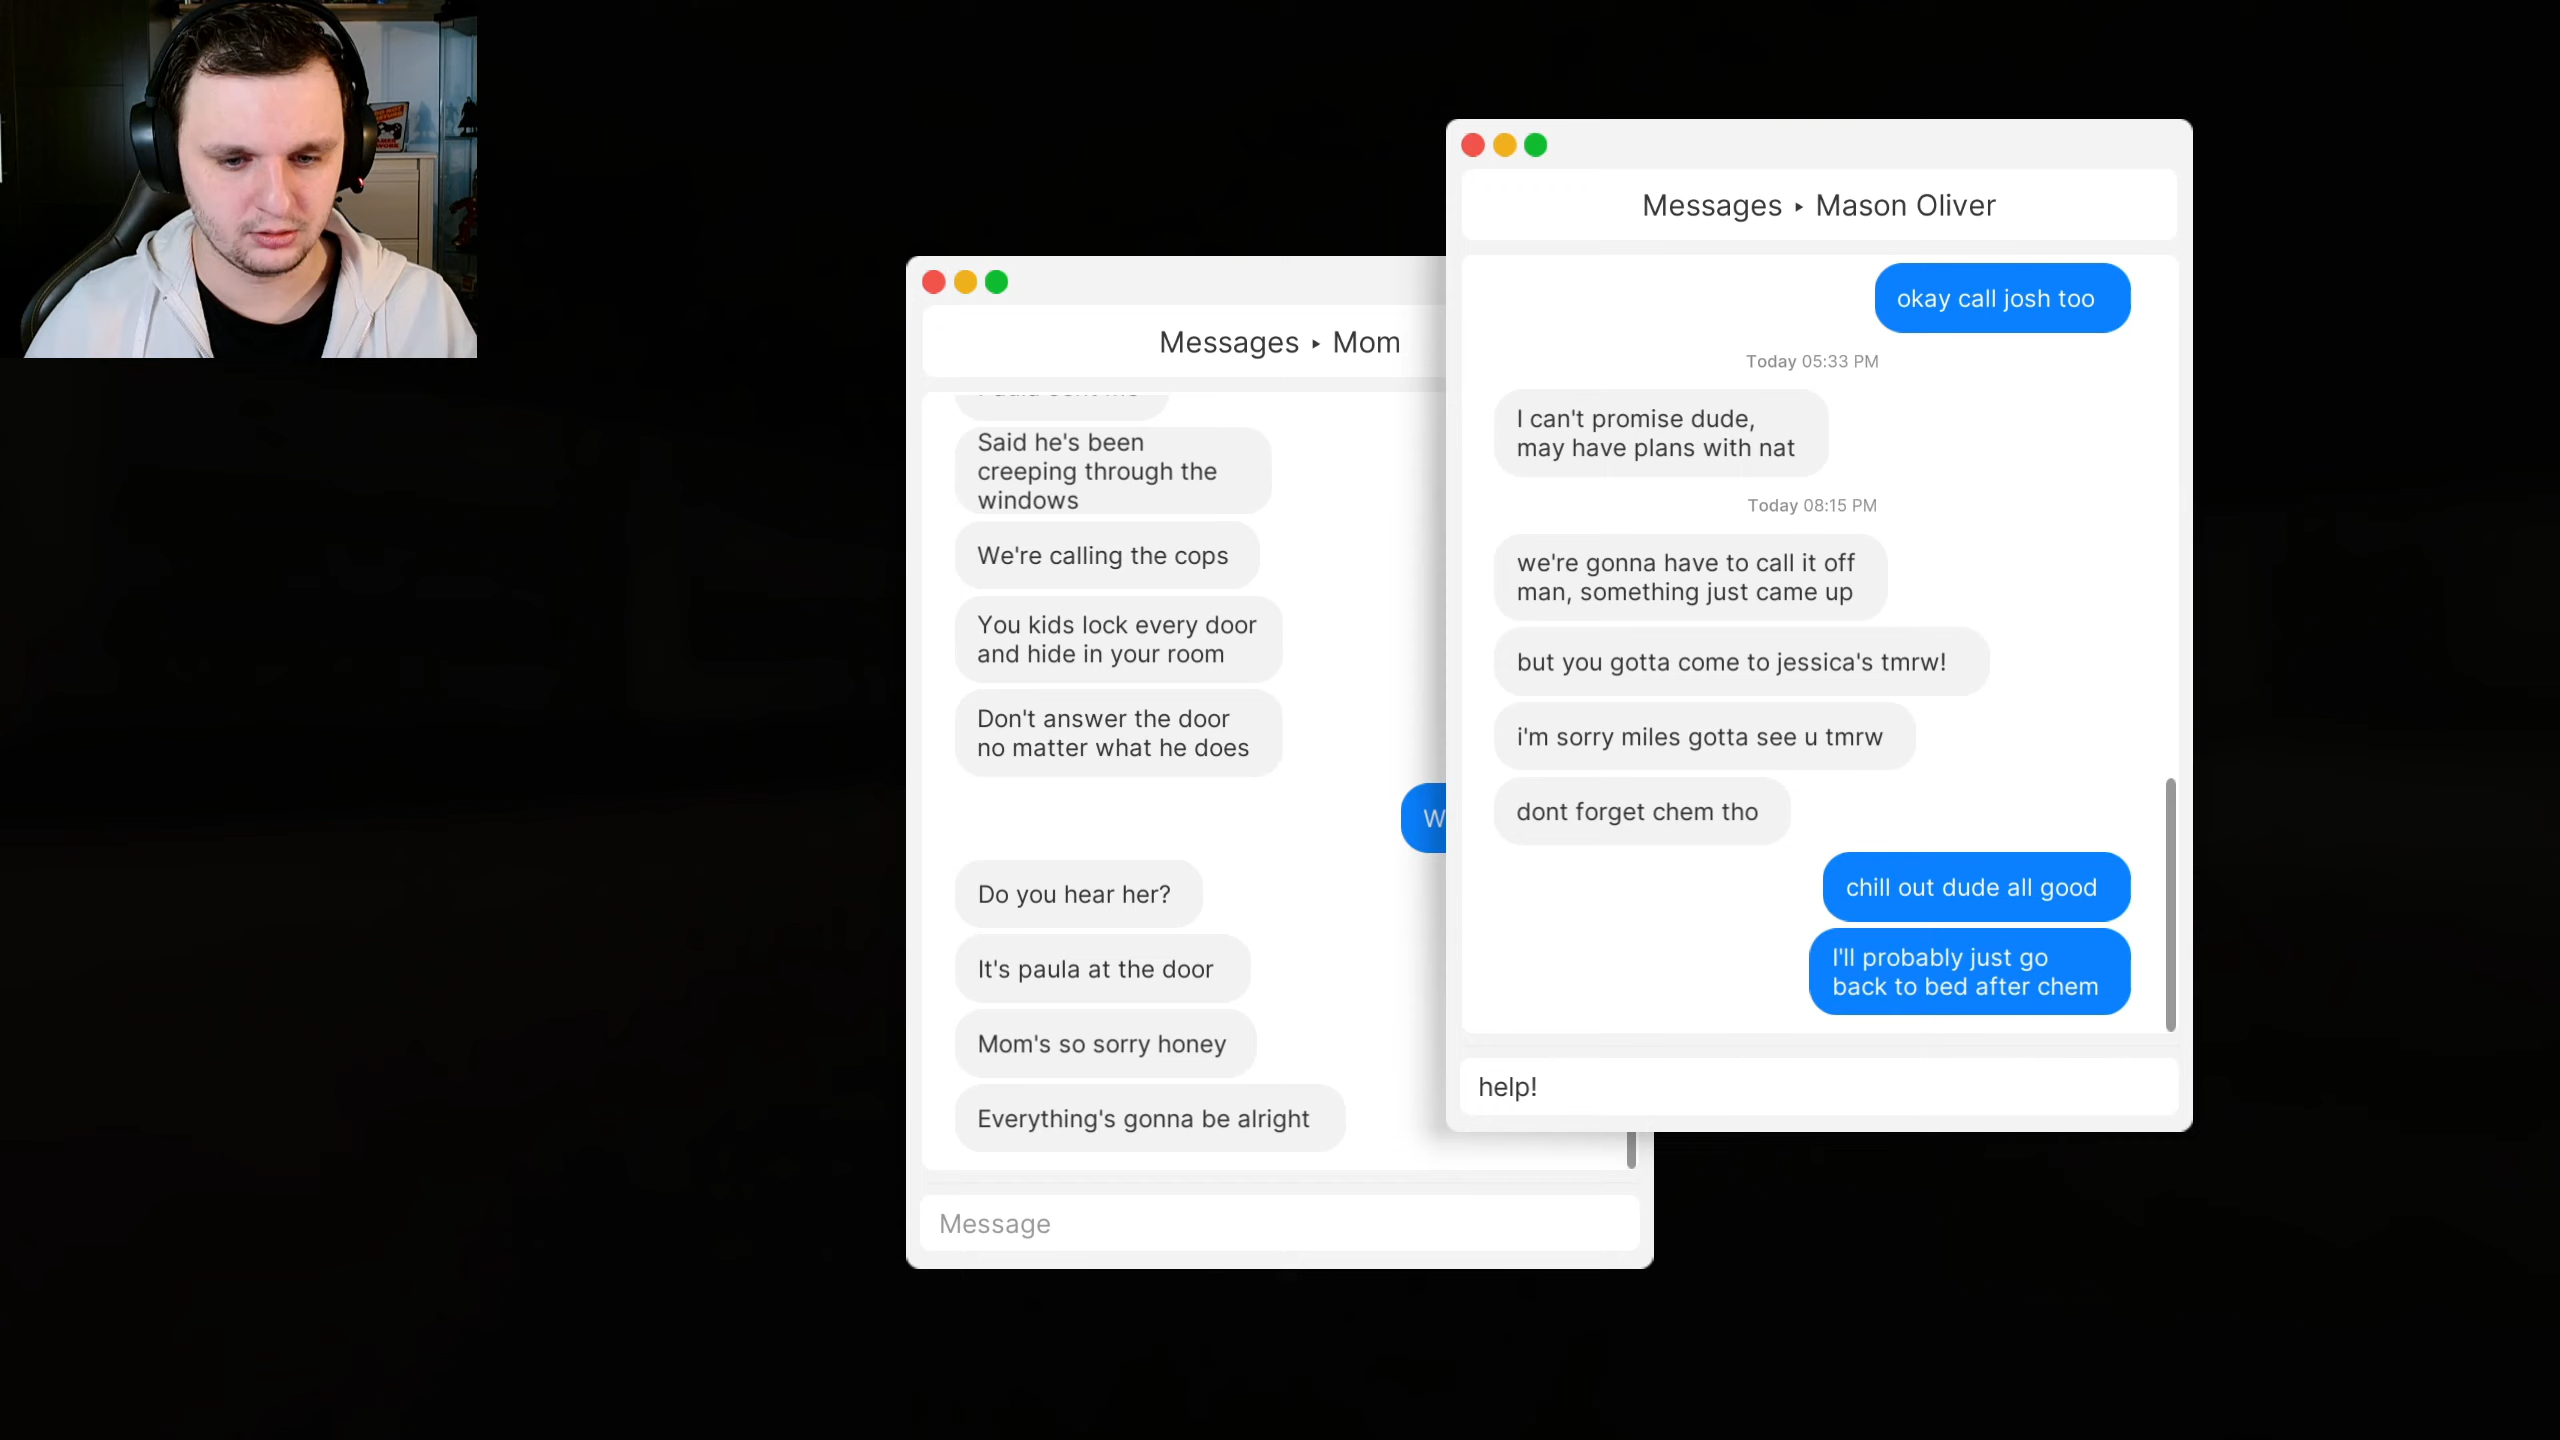 Messages ▸ Mom
Said he's been
creeping through the
windows
We're calling the cops
You kids lock every door
and hide in your room
Don't answer the door
no matter what he does
Do you hear her?
It's paula at the door
Mom's so sorry honey
Everything's gonna be alright
Message
Messages ▸ Mason Oliver
okay call josh too
Today 05:33 PM
I can't promise dude,
may have plans with nat
Today 08:15 PM
we're gonna have to call it off
man, something just came up
but you gotta come to jessica's tmrw!
i'm sorry miles gotta see u tmrw
dont forget chem tho
chill out dude all good
I'll probably just go
back to bed after chem
help!